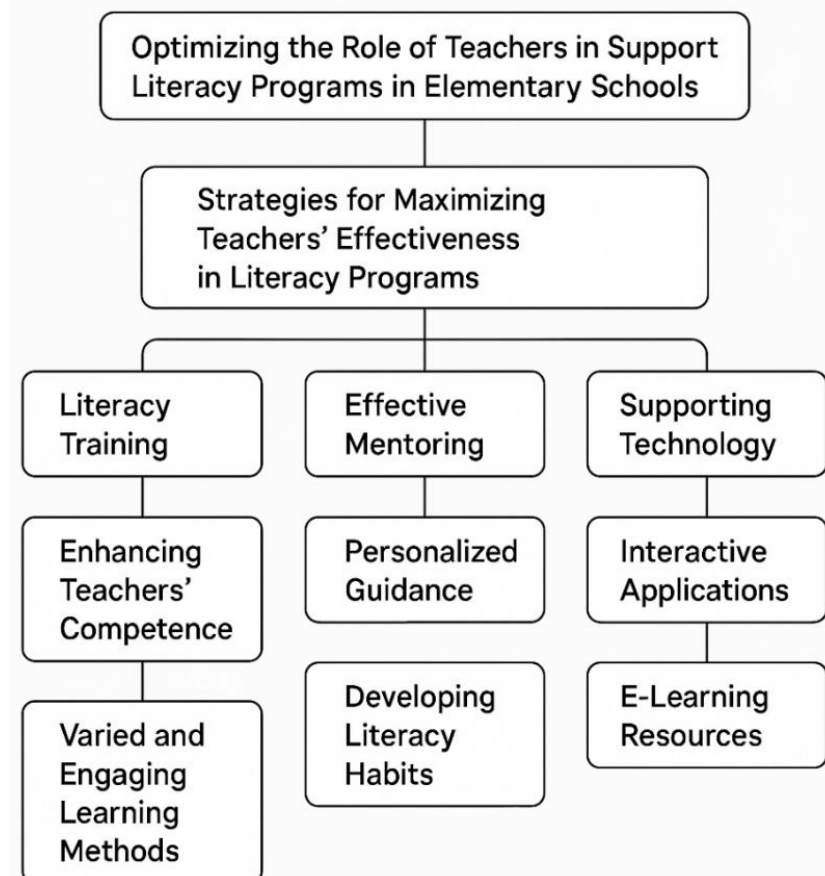 Optimizing the Role of Teachers in Support
Literacy Programs in Elementary Schools
Strategies for Maximizing
Teachers’ Effectiveness
in Literacy Programs
Literacy
Training
Effective
Mentoring
Supporting
Technology
Enhancing
Teachers’
Competence
Personalized
Guidance
Interactive
Applications
Varied and
Engaging
Learning
Methods
Developing
Literacy
Habits
E-Learning
Resources